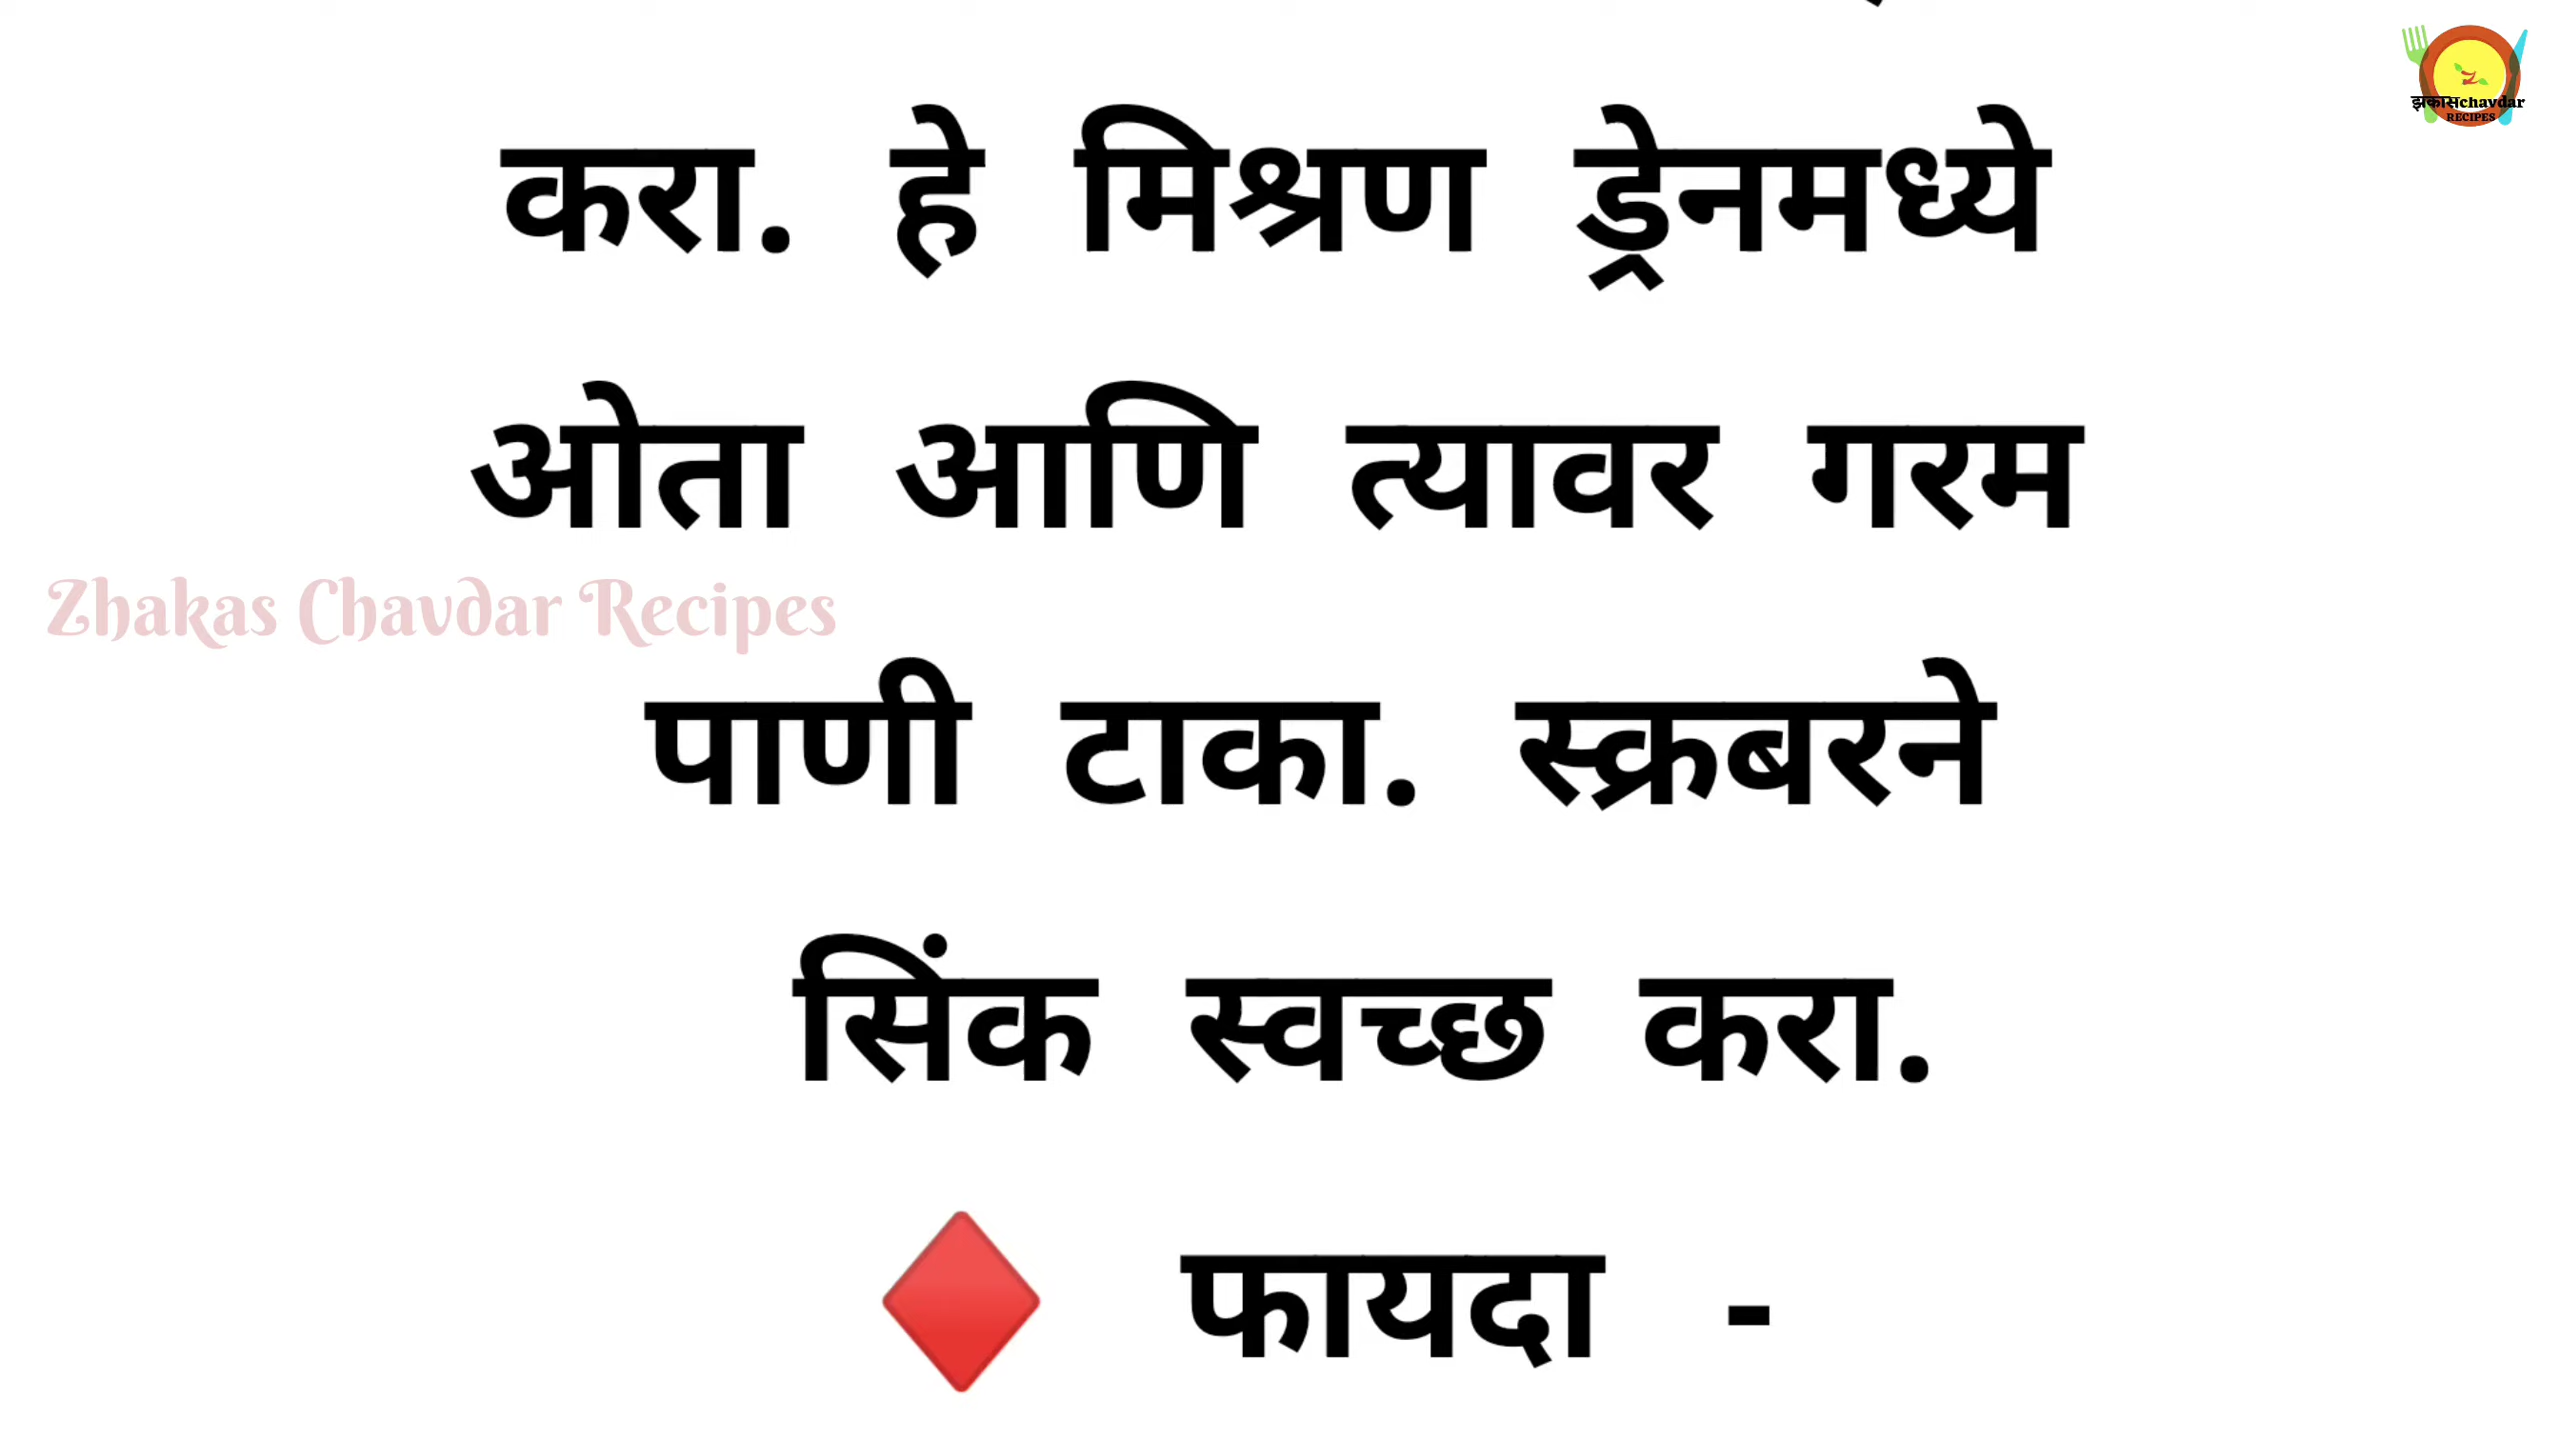 झकासchavdar
RECIPES
करा. हे मिश्रण ड्रेनमध्ये
ओता आणि त्यावर गरम
Zhakas Chavdar Recipes
पाणी टाका. स्क्रबरने
सिंक स्वच्छ करा.
♦️ फायदा -